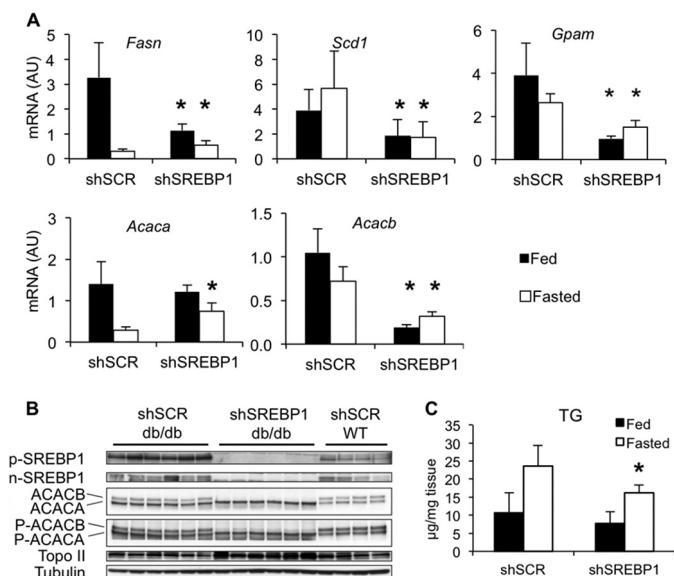 A
Fasn
Scd1
Gpam
mRNA (AU)
5
4
3
2
1
0
* *
10
8
6
4
2
0
* *
6
4
2
0
* *
shSCR shSREBP1
shSCR shSREBP1
shSCR shSREBP1
Acaca
Acacb
mRNA (AU)
3
2
1
0
*
1.5
1.0
0.5
0.0
* *
Fed
Fasted
shSCR shSREBP1
shSCR shSREBP1
B
shSCR shSREBP1 shSCR
db/db db/db WT
p-SREBP1
n-SREBP1
ACACB
ACACA
P-ACACB
P-ACACA
Topo II
Tubulin
C
TG
Fed
Fasted
µg/mg tissue
35
30
25
20
15
10
5
0
*
shSCR shSREBP1